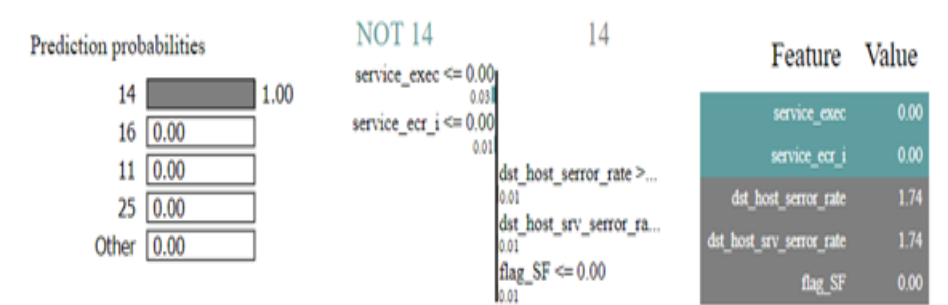 Prediction probabilities
14 1.00
16 0.00
11 0.00
25 0.00
Other 0.00
NOT 14 14
service_exec <= 0.00
0.03
service_ecr_i <= 0.00
0.01
dst_host_serror_rate >...
0.01
dst_host_srv_serror_ra...
0.01
flag_SF <= 0.00
0.01
Feature Value
service_exec 0.00
service_ecr_i 0.00
dst_host_serror_rate 1.74
dst_host_srv_serror_rate 1.74
flag_SF 0.00